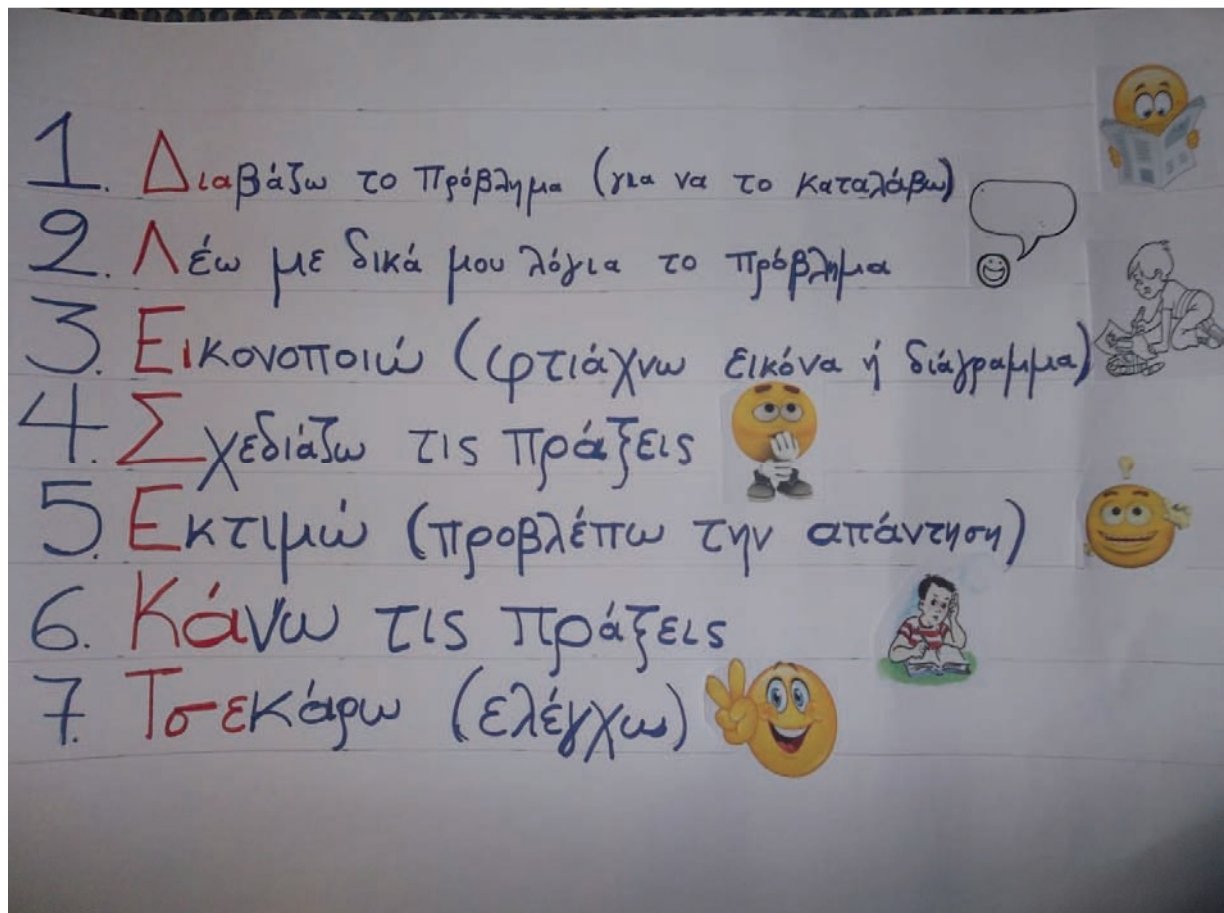 1. Διαβάζω το πρόβλημα (για να το καταλάβω)
2. Λέω με δικά μου λόγια το πρόβλημα
3. Εικονοποιώ (φτιάχνω εικόνα ή διάγραμμα)
4. Σχεδιάζω τις πράξεις
5. Εκτιμώ (προβλέπω την απάντηση)
6. Κάνω τις πράξεις
7. Τσεκάρω (ελέγχω)